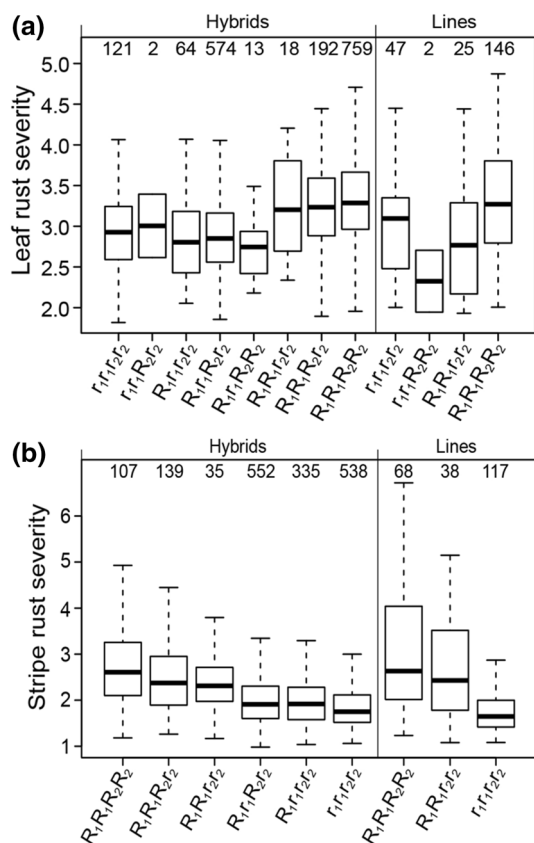 (a)
Hybrids Lines
121 2 64 574 13 18 192 759 47 2 25 146
Leaf rust severity
5.0
4.5
4.0
3.5
3.0
2.5
2.0
r₁r₁r₂r₂ r₁r₁R₂r₂ R₁r₁r₂r₂ R₁r₁R₂r₂ R₁r₁R₂R₂ R₁R₁r₂r₂ R₁R₁R₂r₂ R₁R₁R₂R₂ r₁r₁r₂r₂ r₁r₁R₂R₂ R₁R₁r₂r₂ R₁R₁R₂R₂
(b)
Hybrids Lines
107 139 35 552 335 538 68 38 117
Stripe rust severity
6
5
4
3
2
1
R₁R₁R₂R₂ R₁R₁R₂r₂ R₁R₁r₂r₂ R₁r₁R₂r₂ R₁r₁r₂r₂ r₁r₁r₂r₂ R₁R₁R₂R₂ R₁R₁r₂r₂ r₁r₁r₂r₂